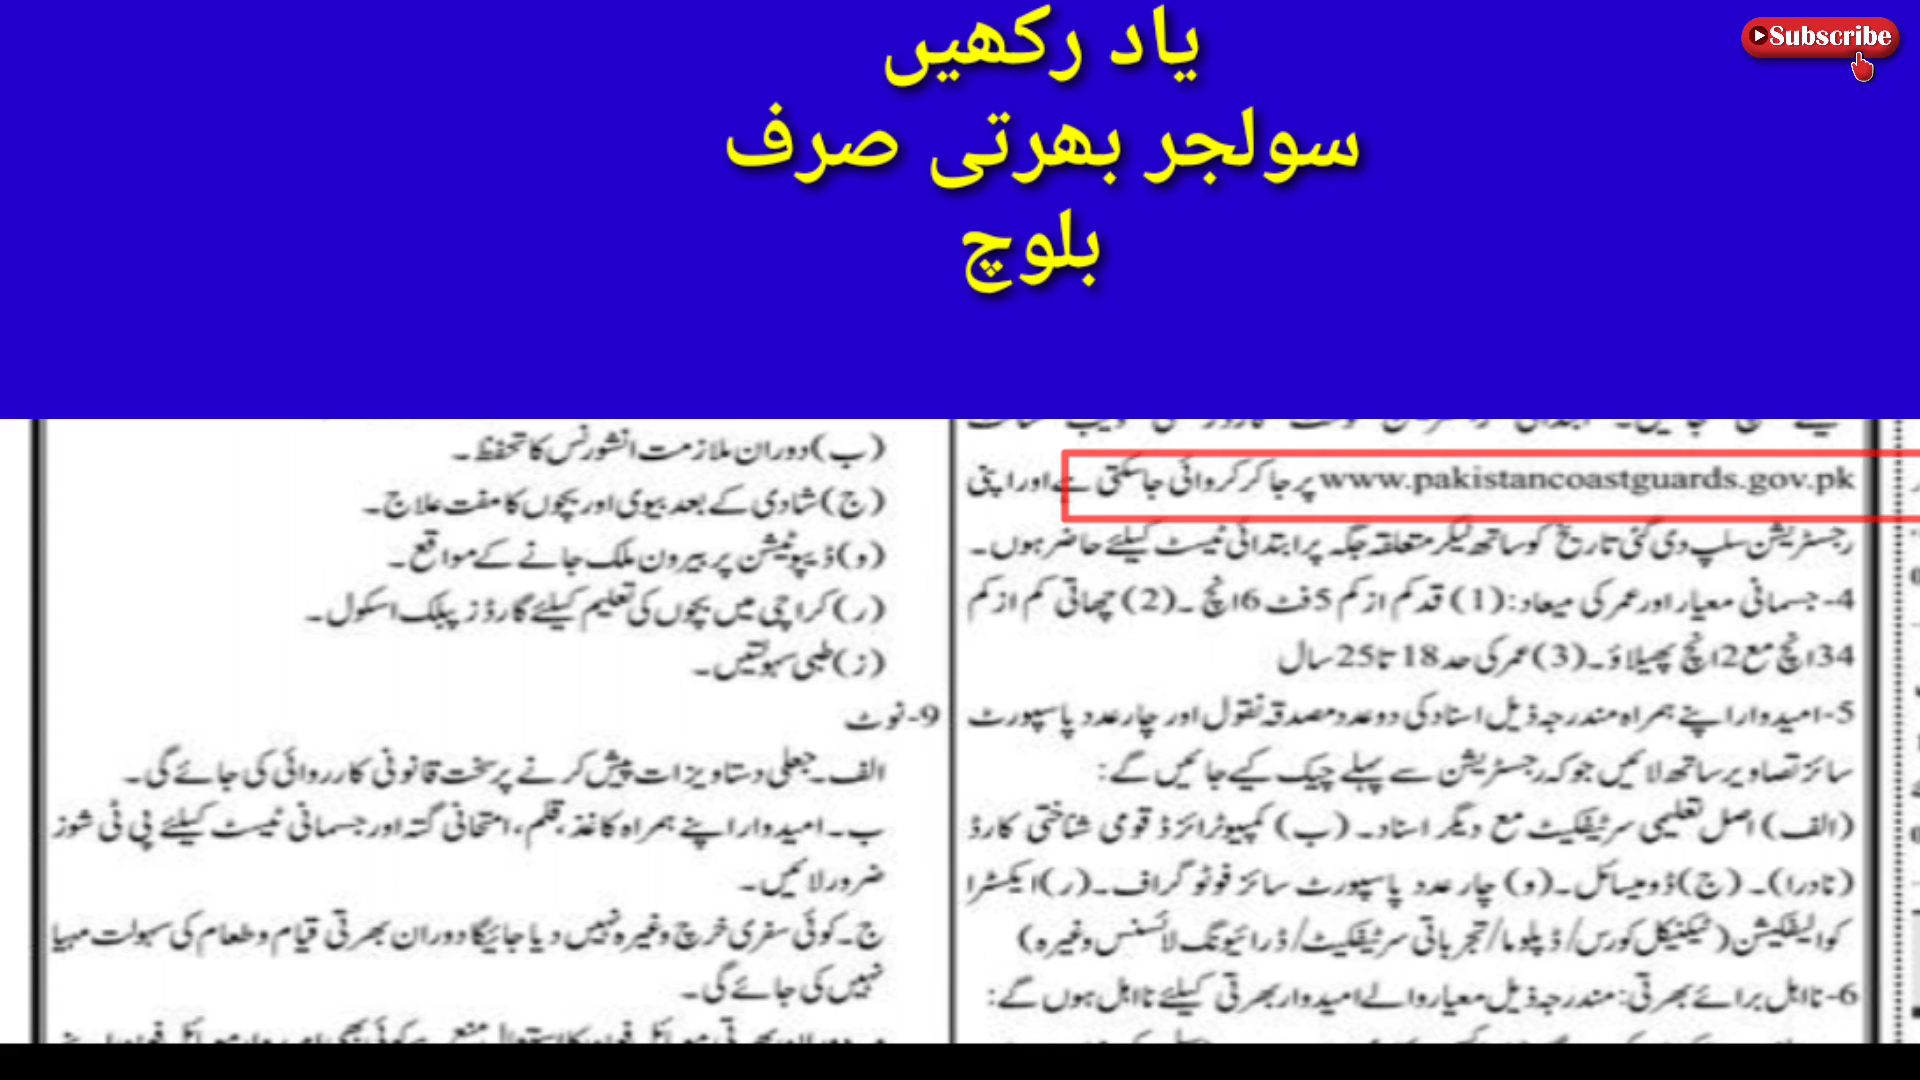 یاد رکھیں
سولجر بھرتی صرف
بلوچ
Subscribe
www.pakistancoastguards.gov.pk پر جا کر کروائی جاسکتی ہے اور اپنی
رجسٹریشن سلپ دی گئی تاریخ کو ساتھ لیکر متعلقہ جگہ پر ابتدائی ٹیسٹ کیلئے حاضر ہوں۔
4-جسمانی معیار اور عمر کی میعاد: (1) قد کم از کم 5 فٹ 6 انچ ۔(2) چھاتی کم از کم
34 انچ مع 2 انچ پھیلاؤ۔(3) عمر کی حد 18 تا 25 سال
5-امیدوار اپنے ہمراہ مندرجہ ذیل اسناد کی دو عدد مصدقہ نقول اور چار عدد پاسپورٹ
سائز تصاویر ساتھ لائیں جو کہ رجسٹریشن سے پہلے چیک کیے جائیں گے:
(الف) اصل تعلیمی سرٹیفکیٹ مع دیگر اسناد۔ (ب) کمپیوٹرائزڈ قومی شناختی کارڈ
(نادرا)۔ (ج) ڈومیسائل۔(و) چار عدد پاسپورٹ سائز فوٹو گراف۔(ر) ایکسٹرا
کوالیفکیشن (ٹیکنیکل کورس/ڈپلوما/تجرباتی سرٹیفکیٹ/ڈرائیونگ لائسنس وغیرہ)
6-نااہل برائے بھرتی: مندرجہ ذیل معیار والے امیدوار بھرتی کیلئے نااہل ہوں گے:
(ب) دوران ملازمت انشورنس کا تحفظ ۔
(ج) شادی کے بعد بیوی اور بچوں کا مفت علاج۔
(و) ڈیپوٹیشن پر بیرون ملک جانے کے مواقع۔
(ر) کراچی میں بچوں کی تعلیم کیلئے گارڈز پبلک اسکول۔
(ز) طبی سہولتیں۔
9-نوٹ
الف۔جعلی دستاویزات پیش کرنے پر سخت قانونی کارروائی کی جائے گی۔
ب۔امیدوار اپنے ہمراہ کاغذ، قلم، امتحانی گتہ اور جسمانی ٹیسٹ کیلئے پی ٹی شوز
ضرور لائیں۔
ج۔کوئی سفری خرچ وغیرہ نہیں دیا جائیگا دوران بھرتی قیام و طعام کی سہولت مہیا
نہیں کی جائے گی۔